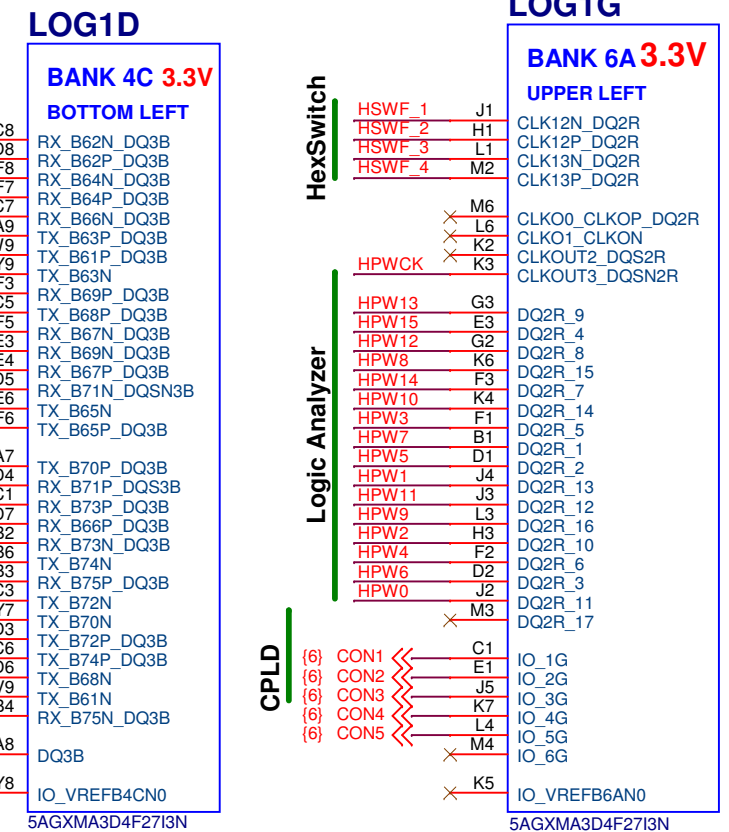 LOG1D
BANK 4C 3.3V
BOTTOM LEFT
RX_B62N_DQ3B
RX_B62P_DQ3B
RX_B64N_DQ3B
RX_B64P_DQ3B
RX_B66N_DQ3B
TX_B63P_DQ3B
TX_B61P_DQ3B
TX_B63N
RX_B69P_DQ3B
TX_B68P_DQ3B
RX_B67N_DQ3B
RX_B69N_DQ3B
RX_B67P_DQ3B
RX_B71N_DQSN3B
TX_B65N
TX_B65P_DQ3B
TX_B70P_DQ3B
RX_B71P_DQS3B
RX_B73P_DQ3B
RX_B66P_DQ3B
RX_B73N_DQ3B
TX_B74N
RX_B75P_DQ3B
TX_B72N
TX_B70N
TX_B72P_DQ3B
TX_B74P_DQ3B
TX_B68N
TX_B61N
RX_B75N_DQ3B
DQ3B
IO_VREFB4CN0
5AGXMA3D4F27I3N
LOG1G
BANK 6A 3.3V
UPPER LEFT
HexSwitch
HSWF_1 J1 CLK12N_DQ2R
HSWF_2 H1 CLK12P_DQ2R
HSWF_3 L1 CLK13N_DQ2R
HSWF_4 M2 CLK13P_DQ2R
M6 CLKO0_CLKOP_DQ2R
L6 CLKO1_CLKON
K2 CLKOUT2_DQS2R
HPWCK K3 CLKOUT3_DQSN2R
Logic Analyzer
HPW13 G3 DQ2R_9
HPW15 E3 DQ2R_4
HPW12 G2 DQ2R_8
HPW8 K6 DQ2R_15
HPW14 F3 DQ2R_7
HPW10 K4 DQ2R_14
HPW3 F1 DQ2R_5
HPW7 B1 DQ2R_1
HPW5 D1 DQ2R_2
HPW1 J4 DQ2R_13
HPW11 J3 DQ2R_12
HPW9 L3 DQ2R_16
HPW2 H3 DQ2R_10
HPW4 F2 DQ2R_6
HPW6 D2 DQ2R_3
HPW0 J2 DQ2R_11
M3 DQ2R_17
CPLD
{6} CON1 C1 IO_1G
{6} CON2 E1 IO_2G
{6} CON3 J5 IO_3G
{6} CON4 K7 IO_4G
{6} CON5 L4 IO_5G
M4 IO_6G
K5 IO_VREFB6AN0
5AGXMA3D4F27I3N